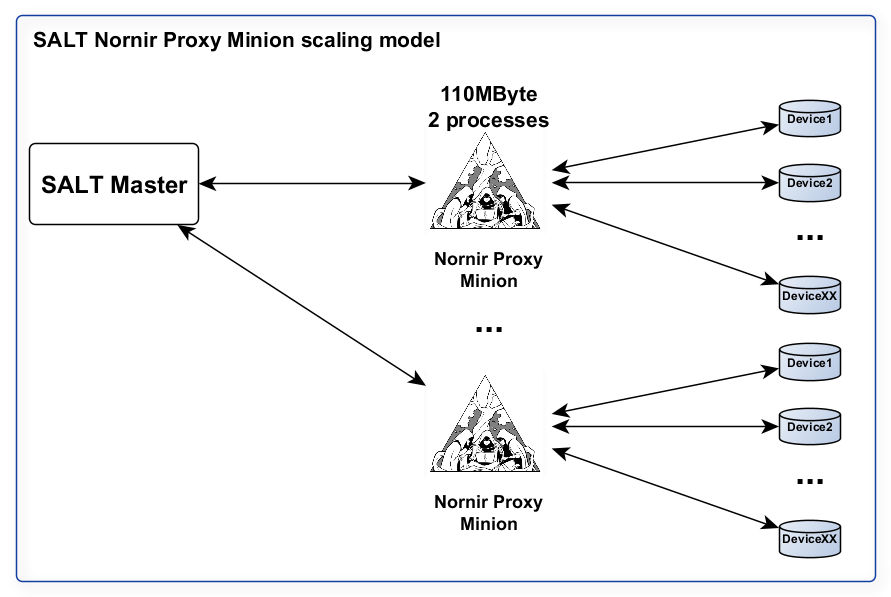 SALT Nornir Proxy Minion scaling model
110MByte
2 processes
SALT Master
Nornir Proxy
Minion
...
Device1
Device2
...
DeviceXX
Nornir Proxy
Minion
Device1
Device2
...
DeviceXX